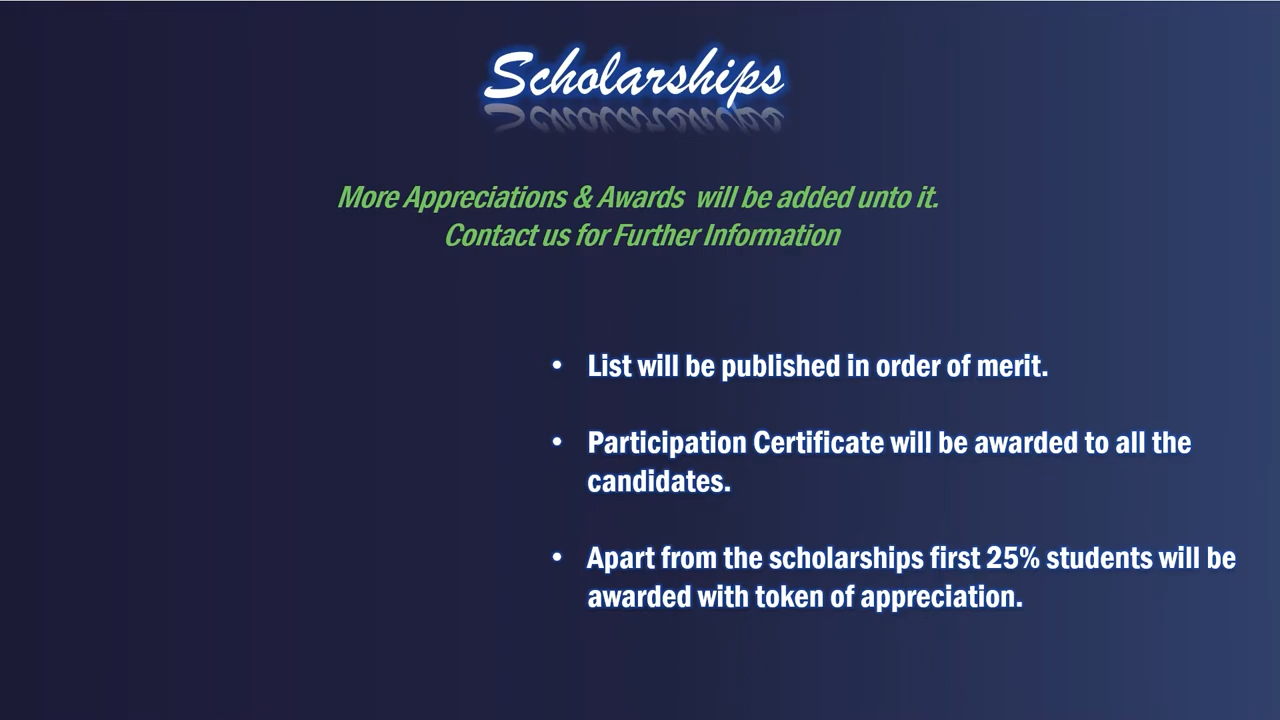 Scholarships
More Appreciations & Awards  will be added unto it.
Contact us for Further Information
• List will be published in order of merit.
• Participation Certificate will be awarded to all the
candidates.
• Apart from the scholarships first 25% students will be
awarded with token of appreciation.